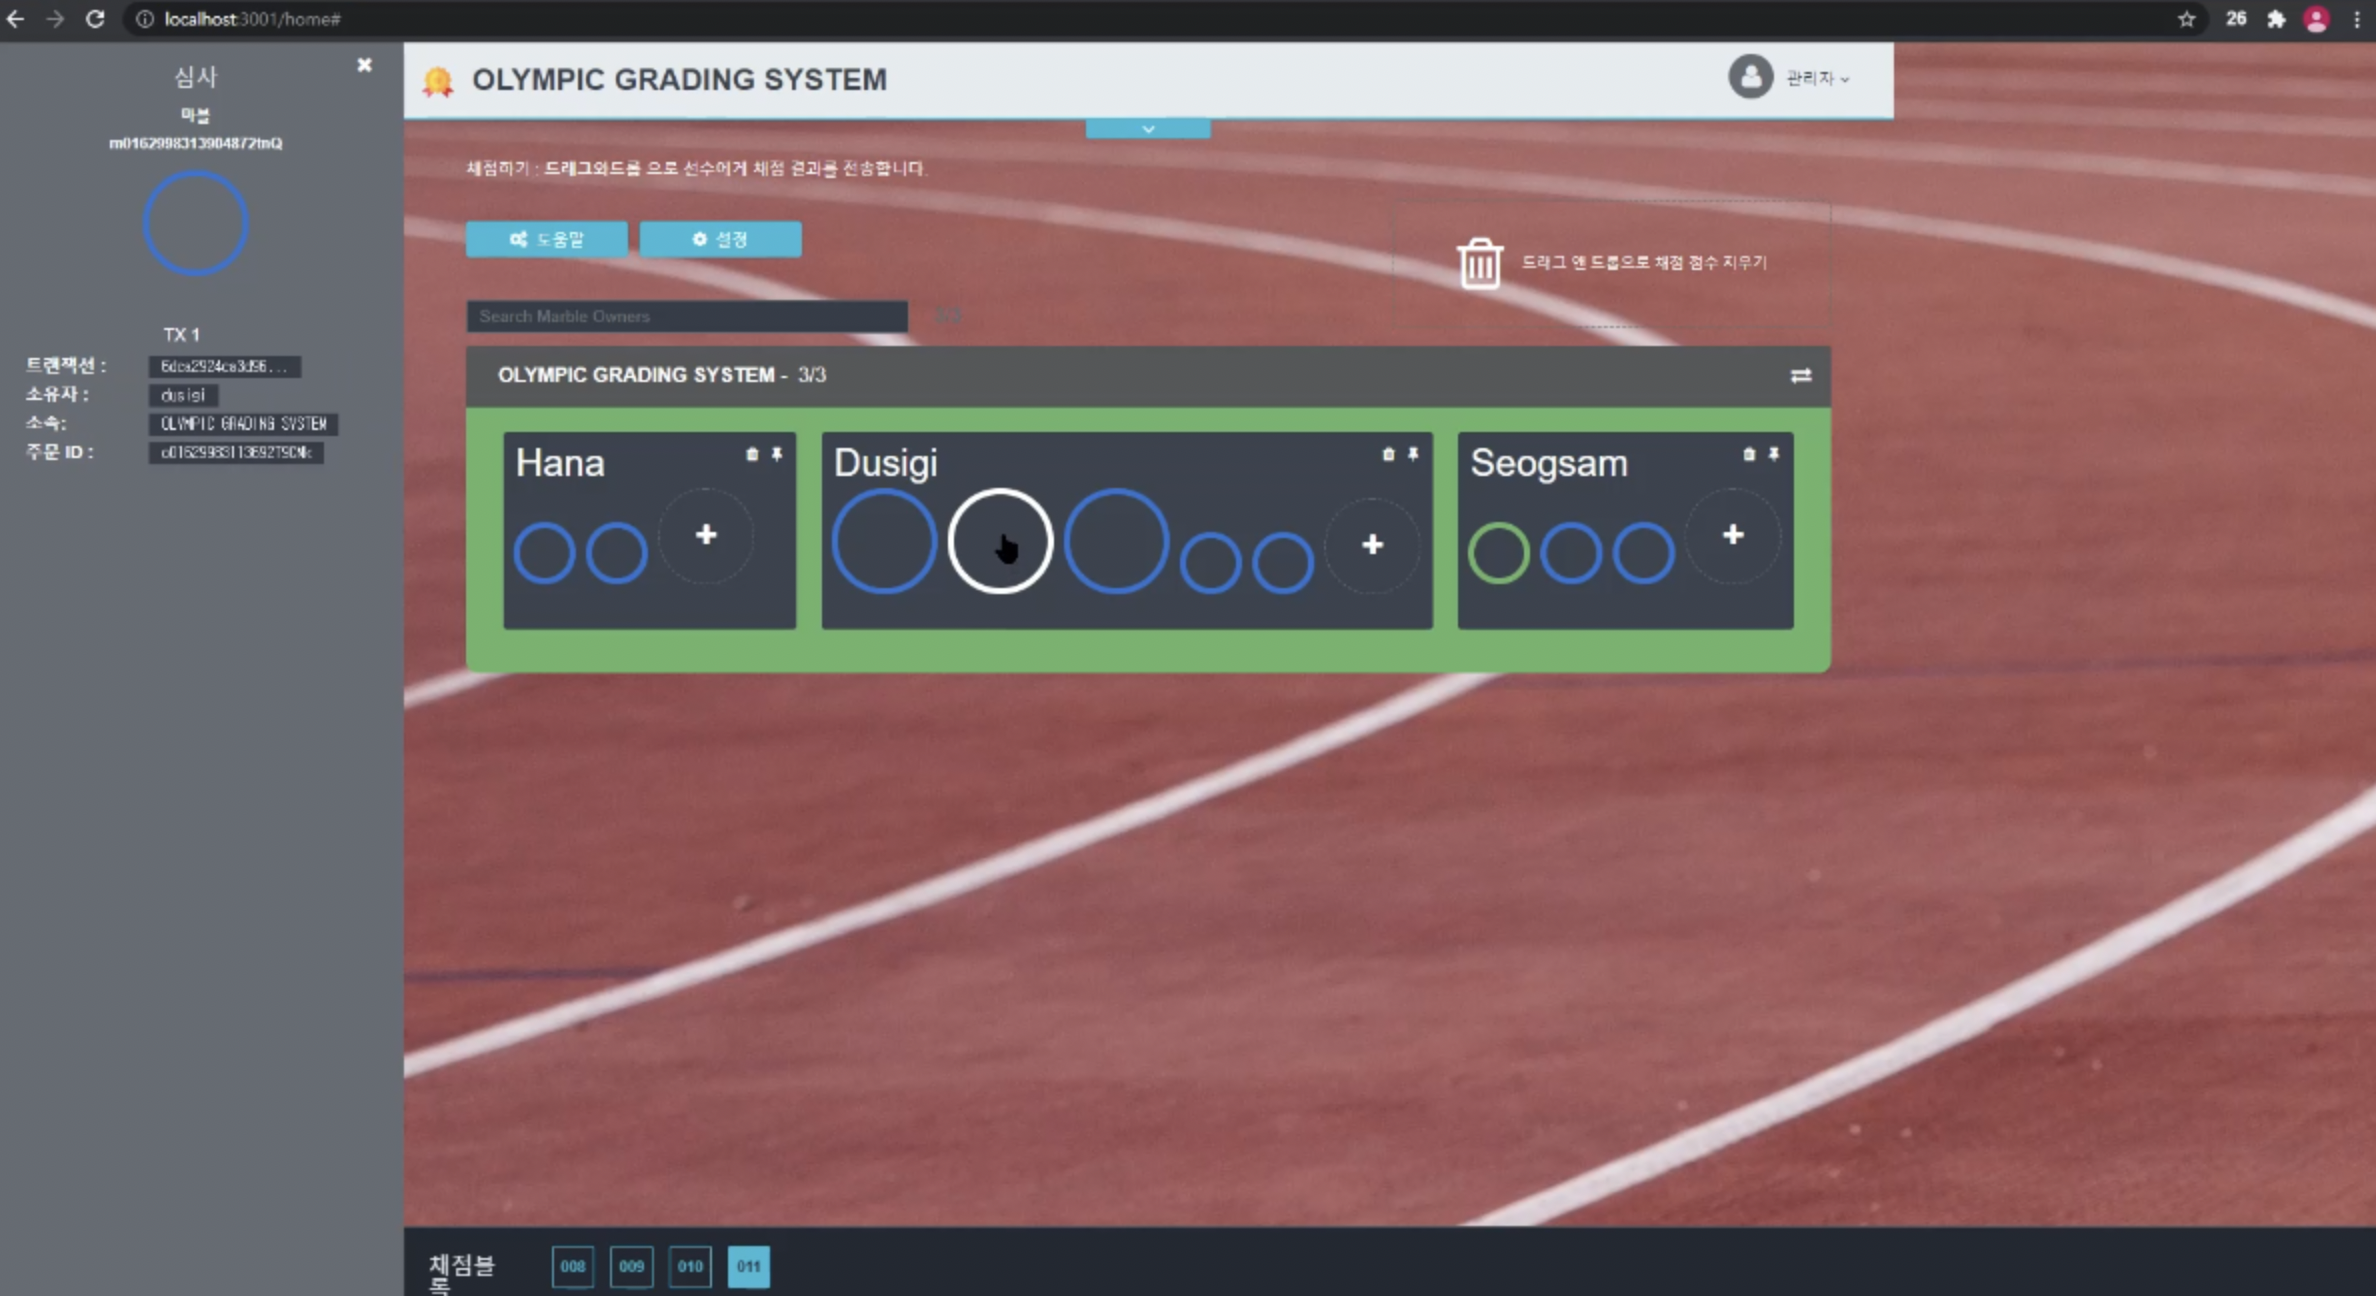 localhost:3001/home#
26
심사
마블
m0162998313904872tnQ
TX 1
트랜잭션 : 6dca2924ca3d96...
소유자 : dusigi
소속: OLYMPIC GRADING SYSTEM
주문 ID :
OLYMPIC GRADING SYSTEM
관리자
채점하기 : 드래그와드롭 으로 선수에게 채점 결과를 전송합니다.
도움말
설정
드래그 앤 드롭으로 채점 점수 지우기
Search Marble Owners
OLYMPIC GRADING SYSTEM - 3/3
Hana
Dusigi
Seogsam
채점블
록
008 009 010 011